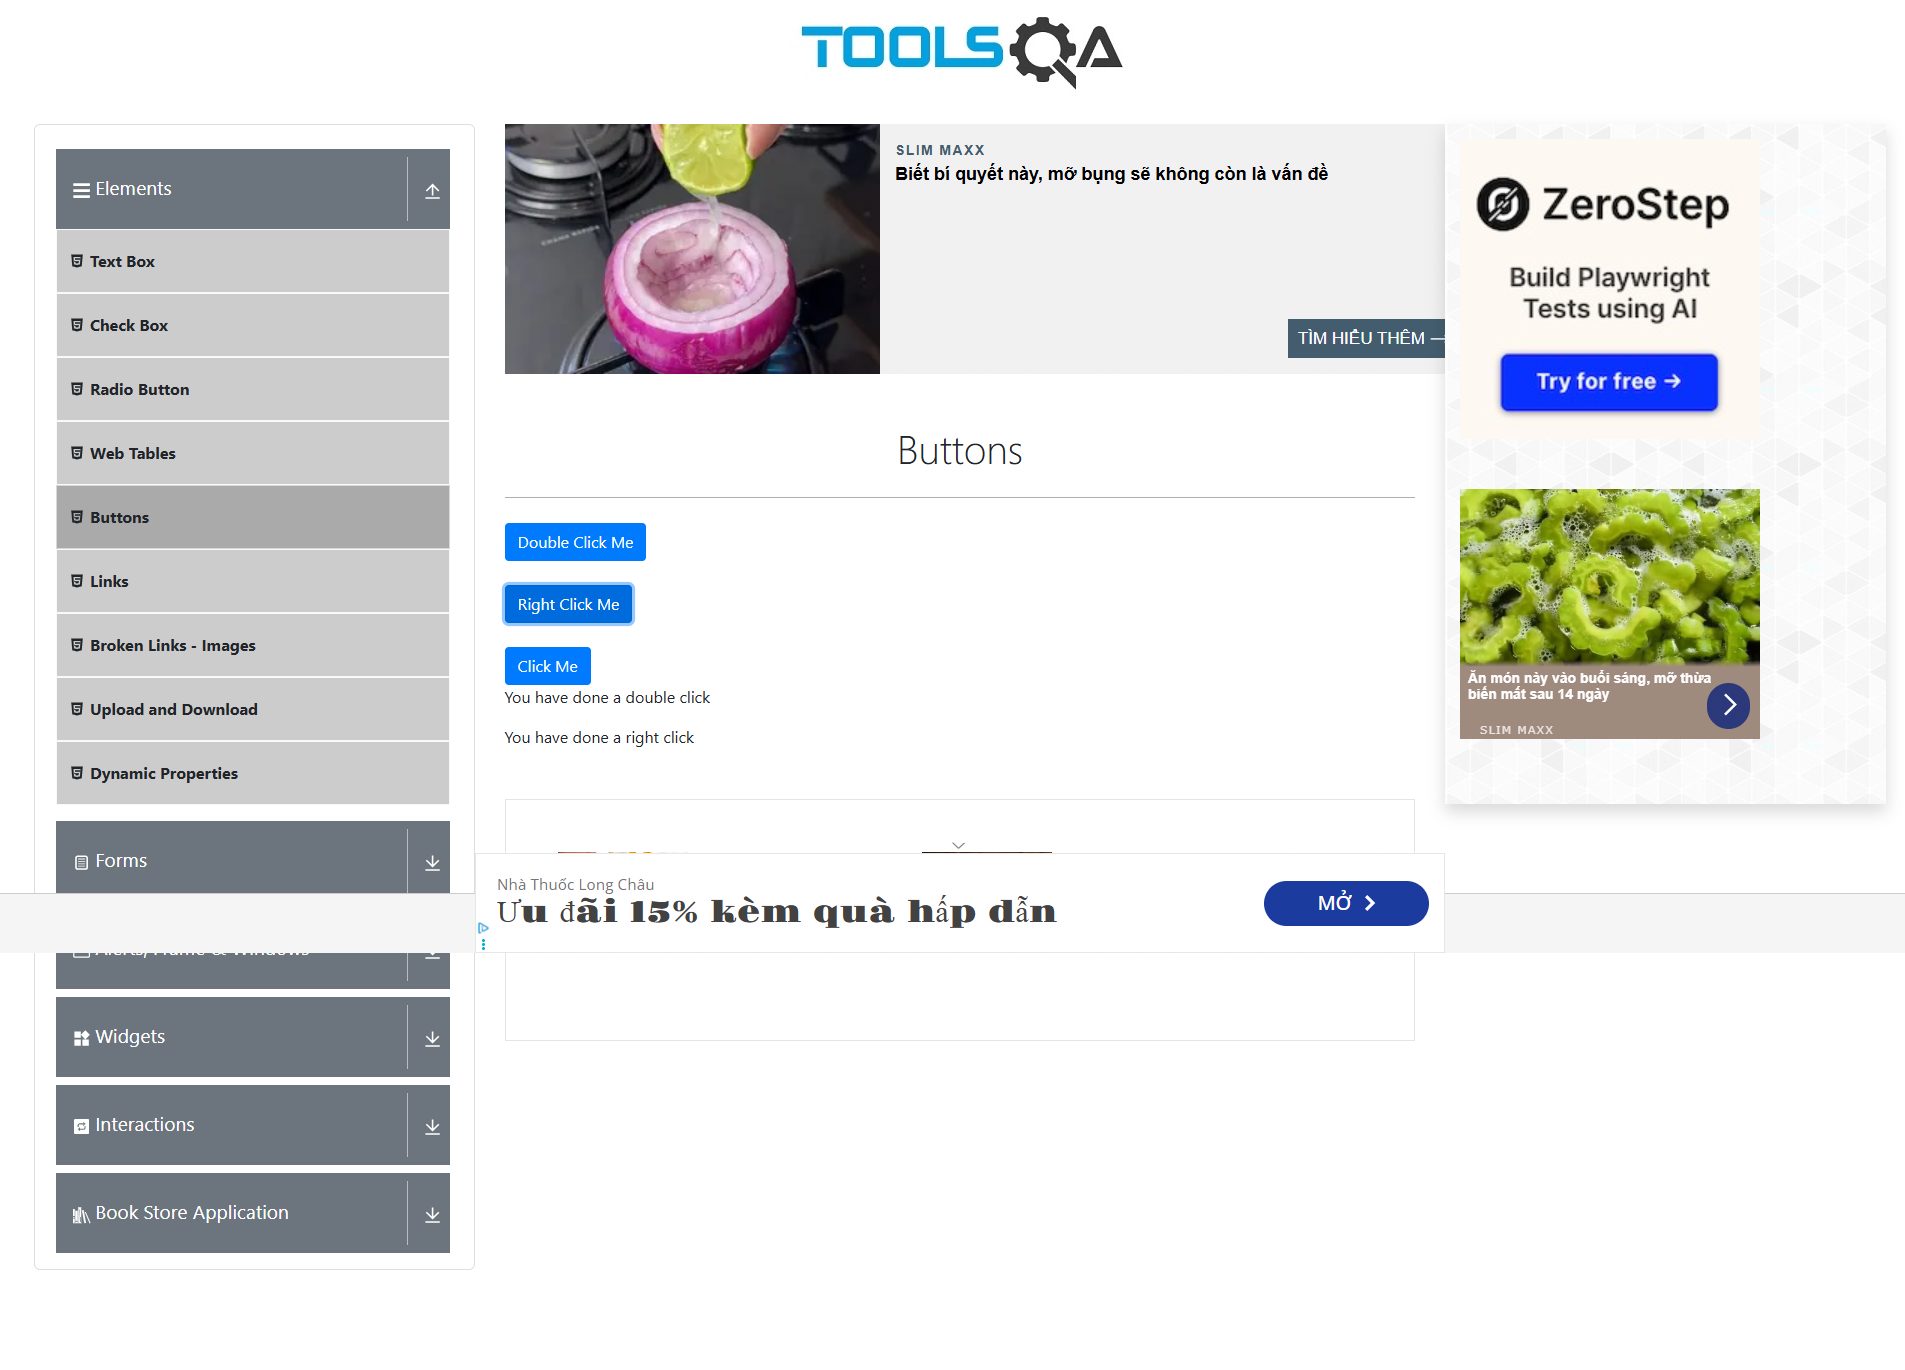 TOOLSQA
Elements
Text Box
Check Box
Radio Button
Web Tables
Buttons
Links
Broken Links - Images
Upload and Download
Dynamic Properties
Forms
Alerts, Frame & Windows
Widgets
Interactions
Book Store Application
SLIM MAXX
Biết bí quyết này, mỡ bụng sẽ không còn là vấn đề
TÌM HIỂU THÊM
Buttons
Double Click Me
Right Click Me
Click Me
You have done a double click
You have done a right click
Nhà Thuốc Long Châu
Ưu đãi 15% kèm quà hấp dẫn
MỞ
ZeroStep
Build Playwright
Tests using AI
Try for free →
Ăn món này vào buổi sáng, mỡ thừa
biến mất sau 14 ngày
SLIM MAXX